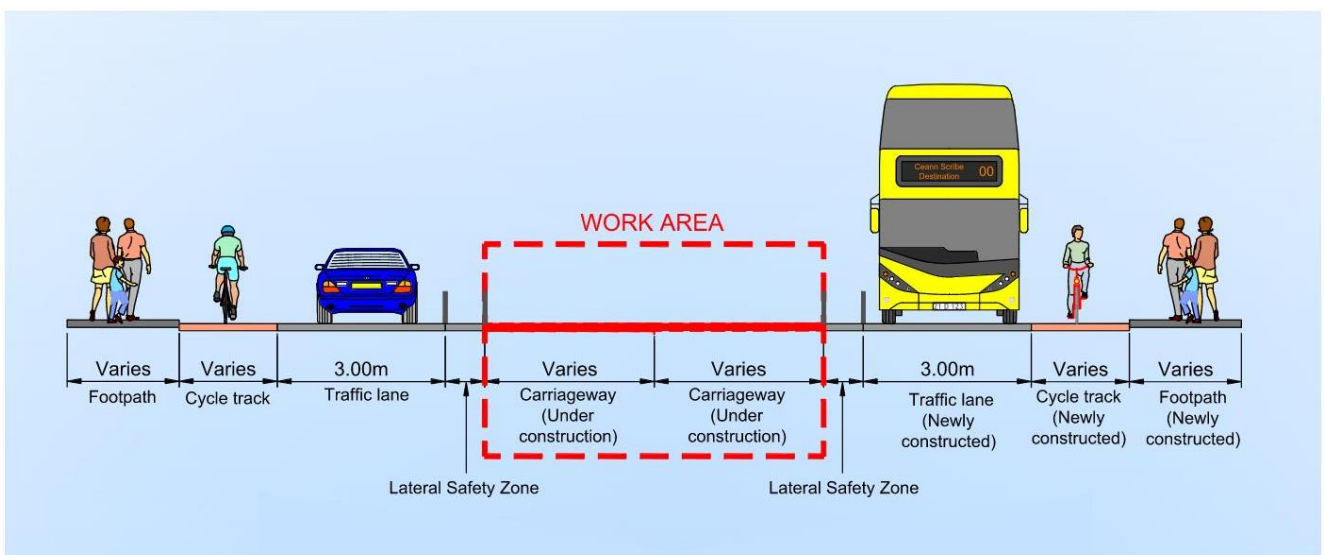 Ceann Scribe
Destination
00
WORK AREA
Varies
Footpath
Varies
Cycle track
3.00m
Traffic lane
Varies
Carriageway
(Under
construction)
Varies
Carriageway
(Under
construction)
3.00m
Traffic lane
(Newly
constructed)
Varies
Cycle track
(Newly
constructed)
Varies
Footpath
(Newly
constructed)
Lateral Safety Zone
Lateral Safety Zone